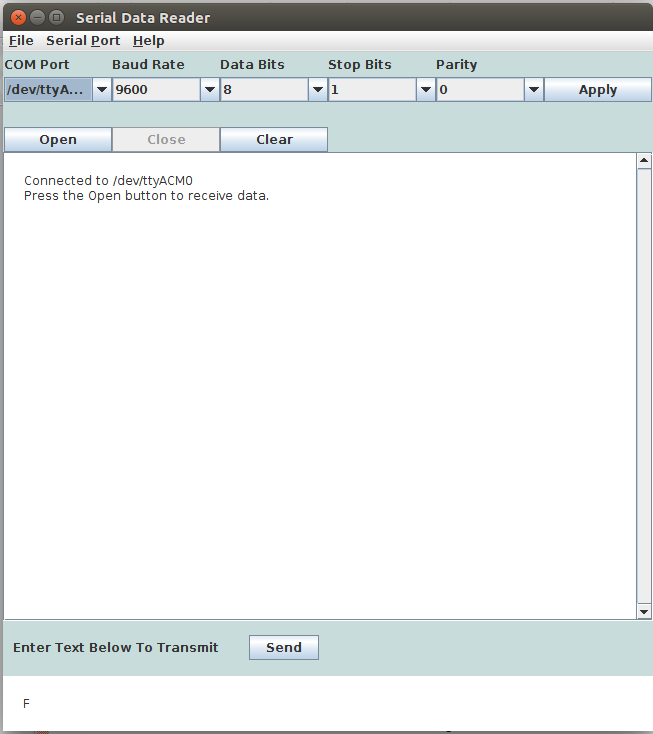 Serial Data Reader
File Serial Port Help
COM Port Baud Rate Data Bits Stop Bits Parity
/dev/ttyA... 9600 8 1 0 Apply
Open Close Clear
Connected to /dev/ttyACM0
Press the Open button to receive data.
Enter Text Below To Transmit Send
F